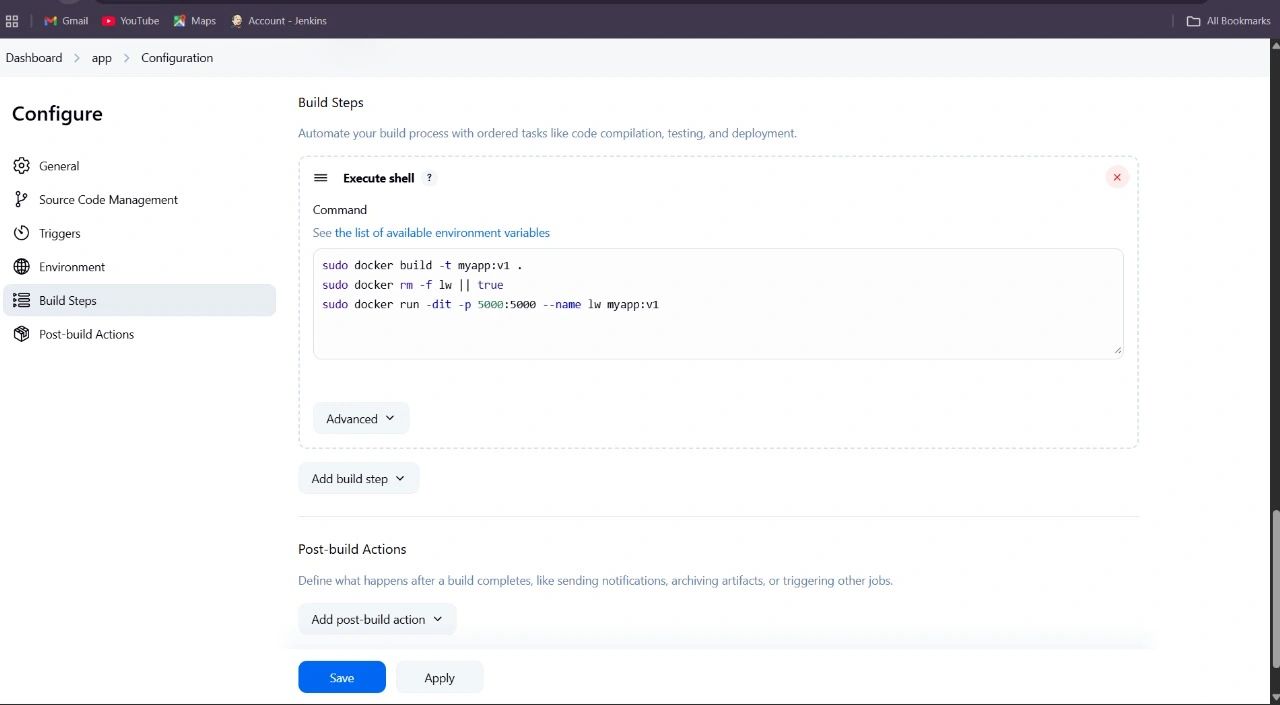 Gmail YouTube Maps Account - Jenkins All Bookmarks
Dashboard > app > Configuration
Configure
General
Source Code Management
Triggers
Environment
Build Steps
Post-build Actions
Build Steps
Automate your build process with ordered tasks like code compilation, testing, and deployment.
Execute shell ?
Command
See the list of available environment variables
sudo docker build -t myapp:v1 .
sudo docker rm -f lw || true
sudo docker run -dit -p 5000:5000 --name lw myapp:v1
Advanced
Add build step
Post-build Actions
Define what happens after a build completes, like sending notifications, archiving artifacts, or triggering other jobs.
Add post-build action
Save Apply